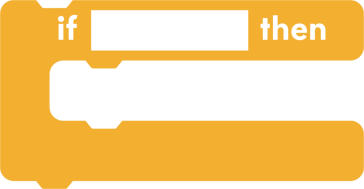 if then